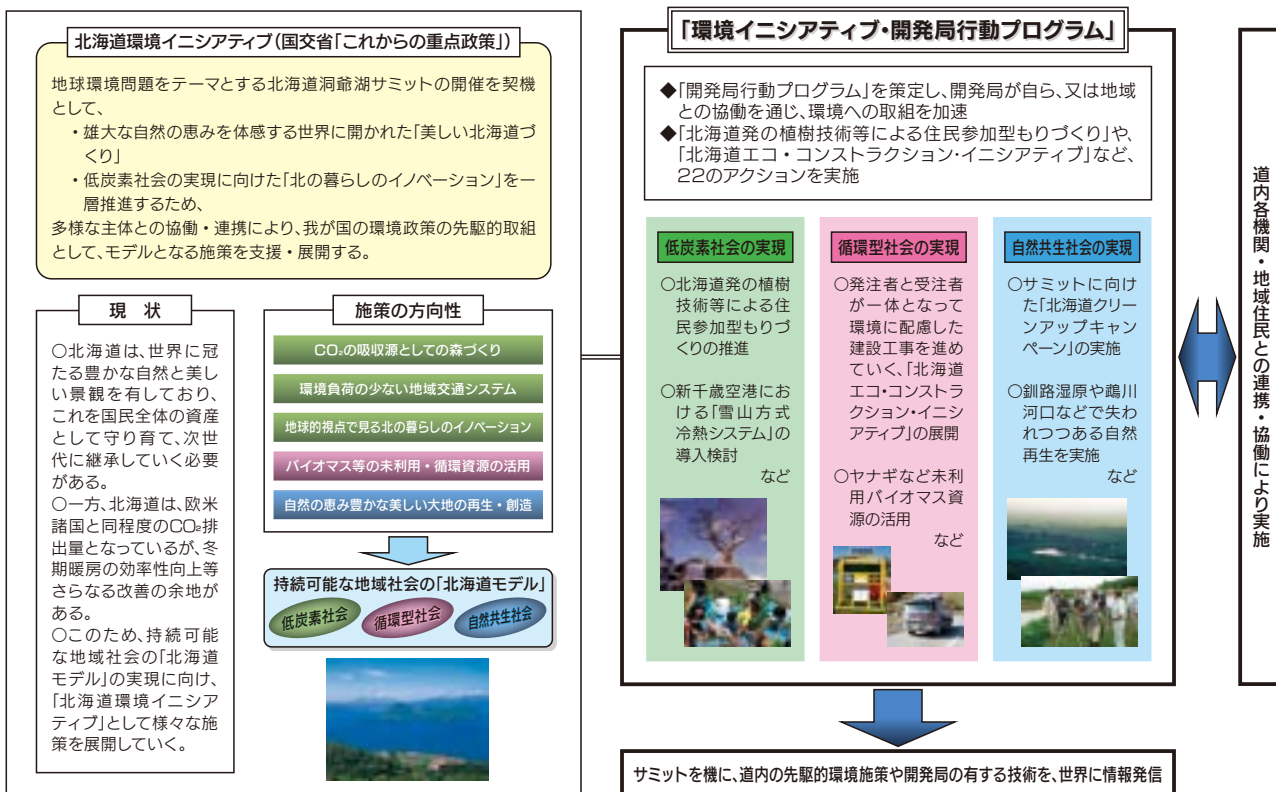 北海道環境イニシアティブ(国交省「これからの重点政策」)
地球環境問題をテーマとする北海道洞爺湖サミットの開催を契機
として、
・雄大な自然の恵みを体感する世界に開かれた「美しい北海道づ
くり」
・低炭素社会の実現に向けた「北の暮らしのイノベーション」を一
層推進するため、
多様な主体との協働・連携により、我が国の環境政策の先駆的取組
として、モデルとなる施策を支援・展開する。
現 状
○北海道は、世界に冠
たる豊かな自然と美し
い景観を有しており、
これを国民全体の資産
として守り育て、次世
代に継承していく必要
がある。
○一方、北海道は、欧米
諸国と同程度のCO₂排
出量となっているが、冬
期暖房の効率性向上等
さらなる改善の余地が
ある。
○このため、持続可能
な地域社会の「北海道
モデル」の実現に向け、
「北海道環境イニシア
ティブ」として様々な施
策を展開していく。
施策の方向性
CO₂の吸収源としての森づくり
環境負荷の少ない地域交通システム
地球的視点で見る北の暮らしのイノベーション
バイオマス等の未利用・循環資源の活用
自然の恵み豊かな美しい大地の再生・創造
持続可能な地域社会の「北海道モデル」
低炭素社会
循環型社会
自然共生社会
「環境イニシアティブ・開発局行動プログラム」
◆「開発局行動プログラム」を策定し、開発局が自ら、又は地域
との協働を通じ、環境への取組を加速
◆「北海道発の植樹技術等による住民参加型もりづくり」や、
「北海道エコ・コンストラクション・イニシアティブ」など、
22のアクションを実施
低炭素社会の実現
○北海道発の植樹
技術等による住
民参加型もりづ
くりの推進
○新千歳空港にお
ける「雪山方式
冷熱システム」の
導入検討
など
循環型社会の実現
○発注者と受注者
が一体となって
環境に配慮した
建設工事を進め
ていく、「北海道
エコ・コンストラ
クション・イニシ
アティブ」の展開
○ヤナギなど未利
用バイオマス資
源の活用
など
自然共生社会の実現
○サミットに向け
た「北海道クリー
ンアップキャン
ペーン」の実施
○釧路湿原や鵡川
河口などで失わ
れつつある自然
再生を実施
など
サミットを機に、道内の先駆的環境施策や開発局の有する技術を、世界に情報発信
道内各機関・地域住民との連携・協働により実施